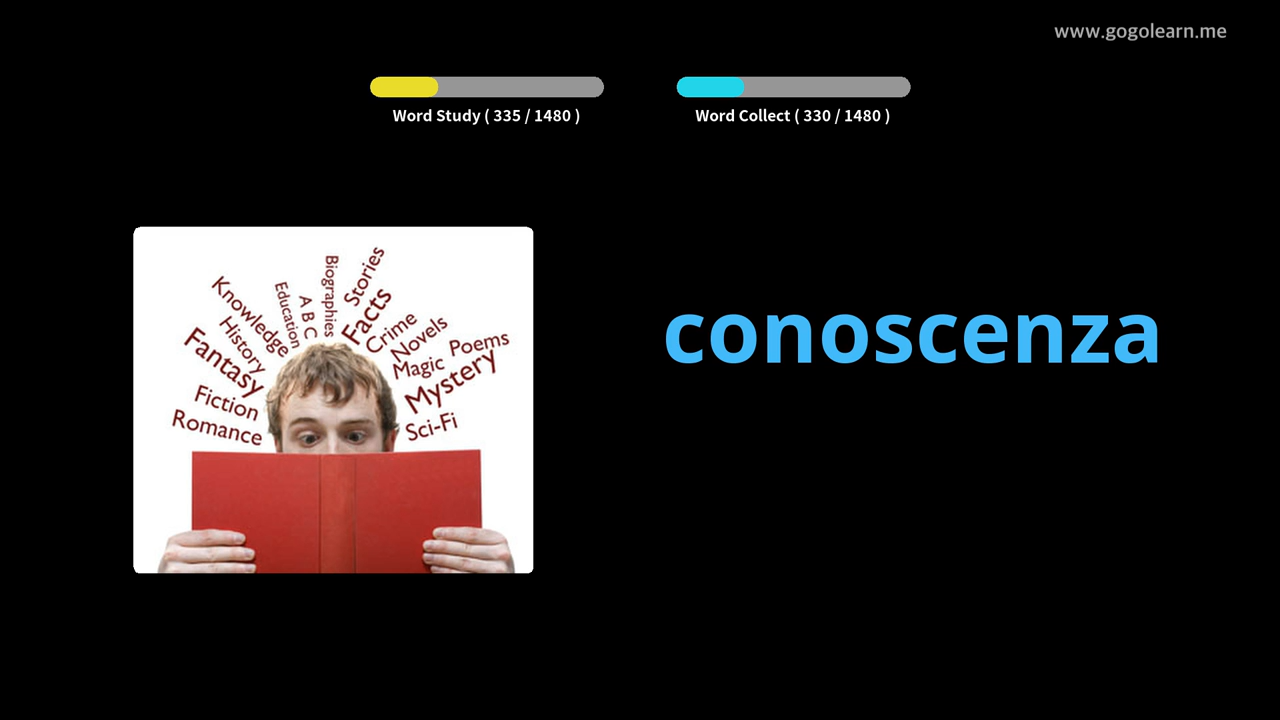 www.gogolearn.me
Word Study ( 335 / 1480 )
Word Collect ( 330 / 1480 )
Knowledge
Education
A B C
Biographies
Stories
Facts
Crime
Novels
Poems
Magic
Mystery
Sci-Fi
History
Fantasy
Fiction
Romance
conoscenza